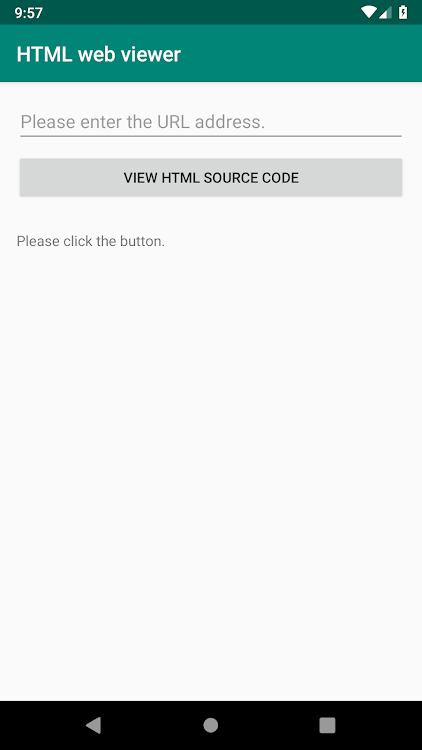 9:57
HTML web viewer
Please enter the URL address.
VIEW HTML SOURCE CODE
Please click the button.